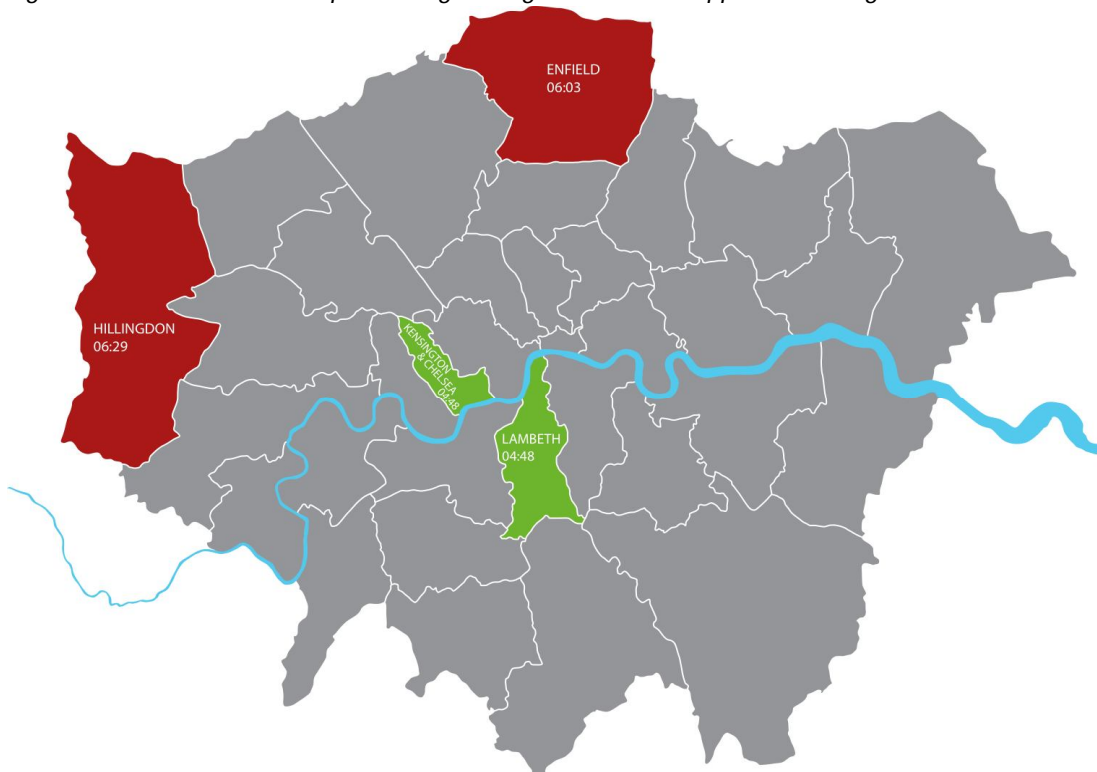 ENFIELD
06:03
HILLINGDON
06:29
KENSINGTON
& CHELSEA
04:48
LAMBETH
04:48